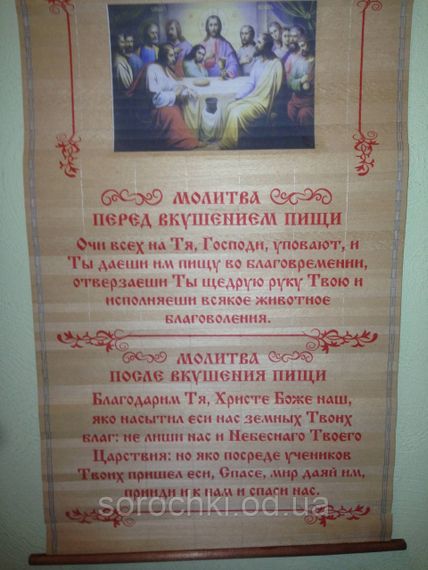 МОЛИТВА
ПЕРЕД ВКУШЕНИЕМ ПИЩИ
Очи всех на Тя, Господи, уповают, и
Ты даеши им пищу во благовремении,
отверзаеши Ты щедрую руку Твою и
исполняеши всякое животное
благоволения.
МОЛИТВА
ПОСЛЕ ВКУШЕНИЯ ПИЩИ
Благодарим Тя, Христе Боже наш,
яко насытил еси нас земных Твоих
благ: не лиши нас и Небеснаго Твоего
Царствия: но яко посреде учеников
Твоих пришел еси, Спасе, мир даяй им,
прииди и к нам и спаси нас.
sorochki.od.ua